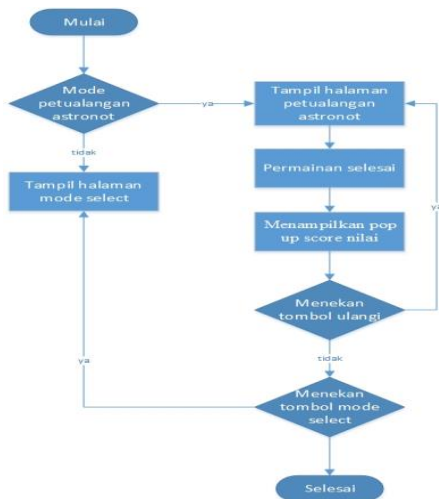 Mulai
Mode
petualangan
astronot
ya
Tampil halaman
petualangan
astronot
tidak
Tampil halaman
mode select
Permainan selesai
Menampilkan pop
up score nilai
ya
Menekan
tombol ulangi
tidak
ya
Menekan
tombol mode
select
Selesai